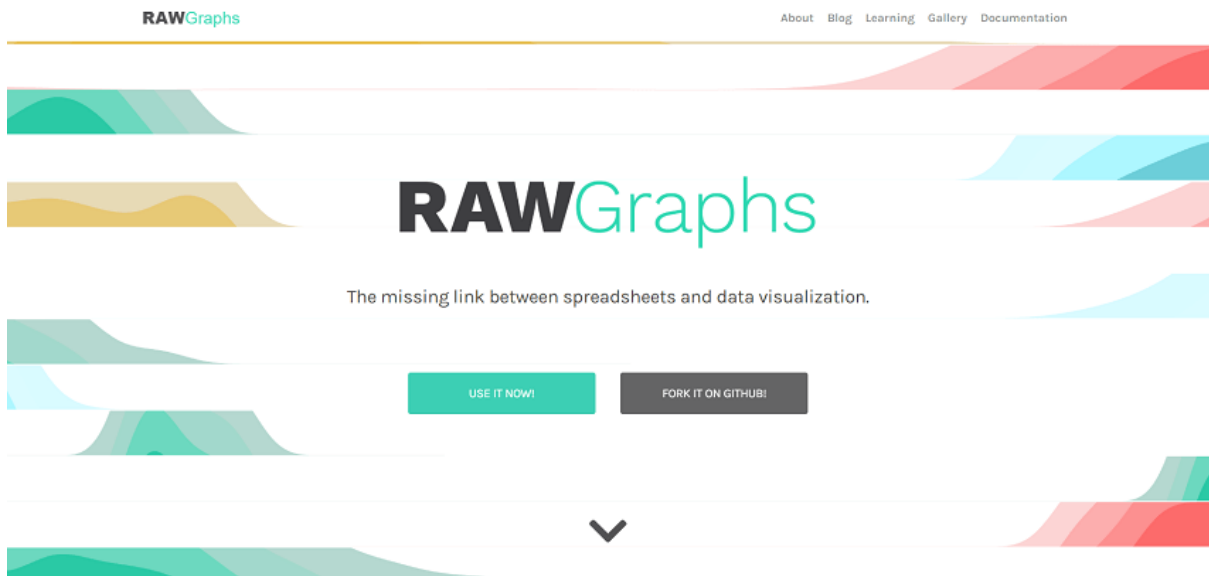 RAWGraphs
About Blog Learning Gallery Documentation
RAWGraphs
The missing link between spreadsheets and data visualization.
USE IT NOW!
FORK IT ON GITHUB!